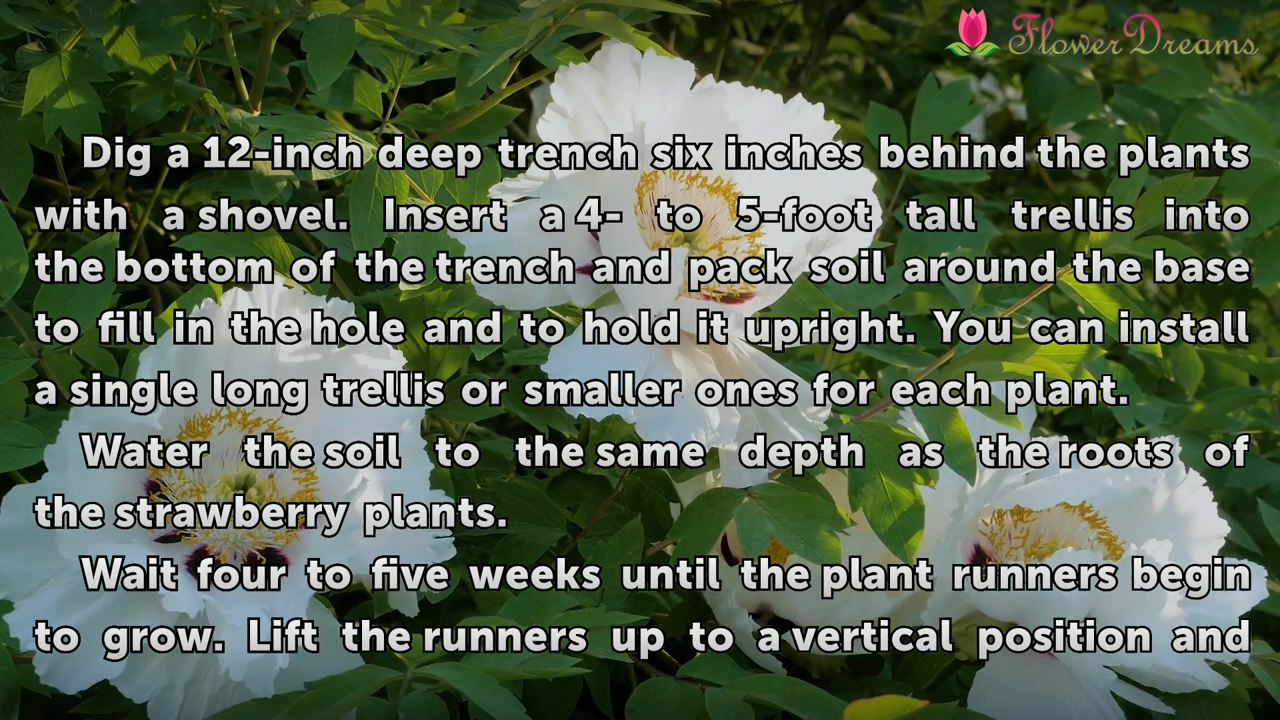 FlowerDreams
Dig a 12-inch deep trench six inches behind the plants
with a shovel. Insert a 4- to 5-foot tall trellis into
the bottom of the trench and pack soil around the base
to fill in the hole and to hold it upright. You can install
a single long trellis or smaller ones for each plant.
Water the soil to the same depth as the roots of
the strawberry plants.
Wait four to five weeks until the plant runners begin
to grow. Lift the runners up to a vertical position and